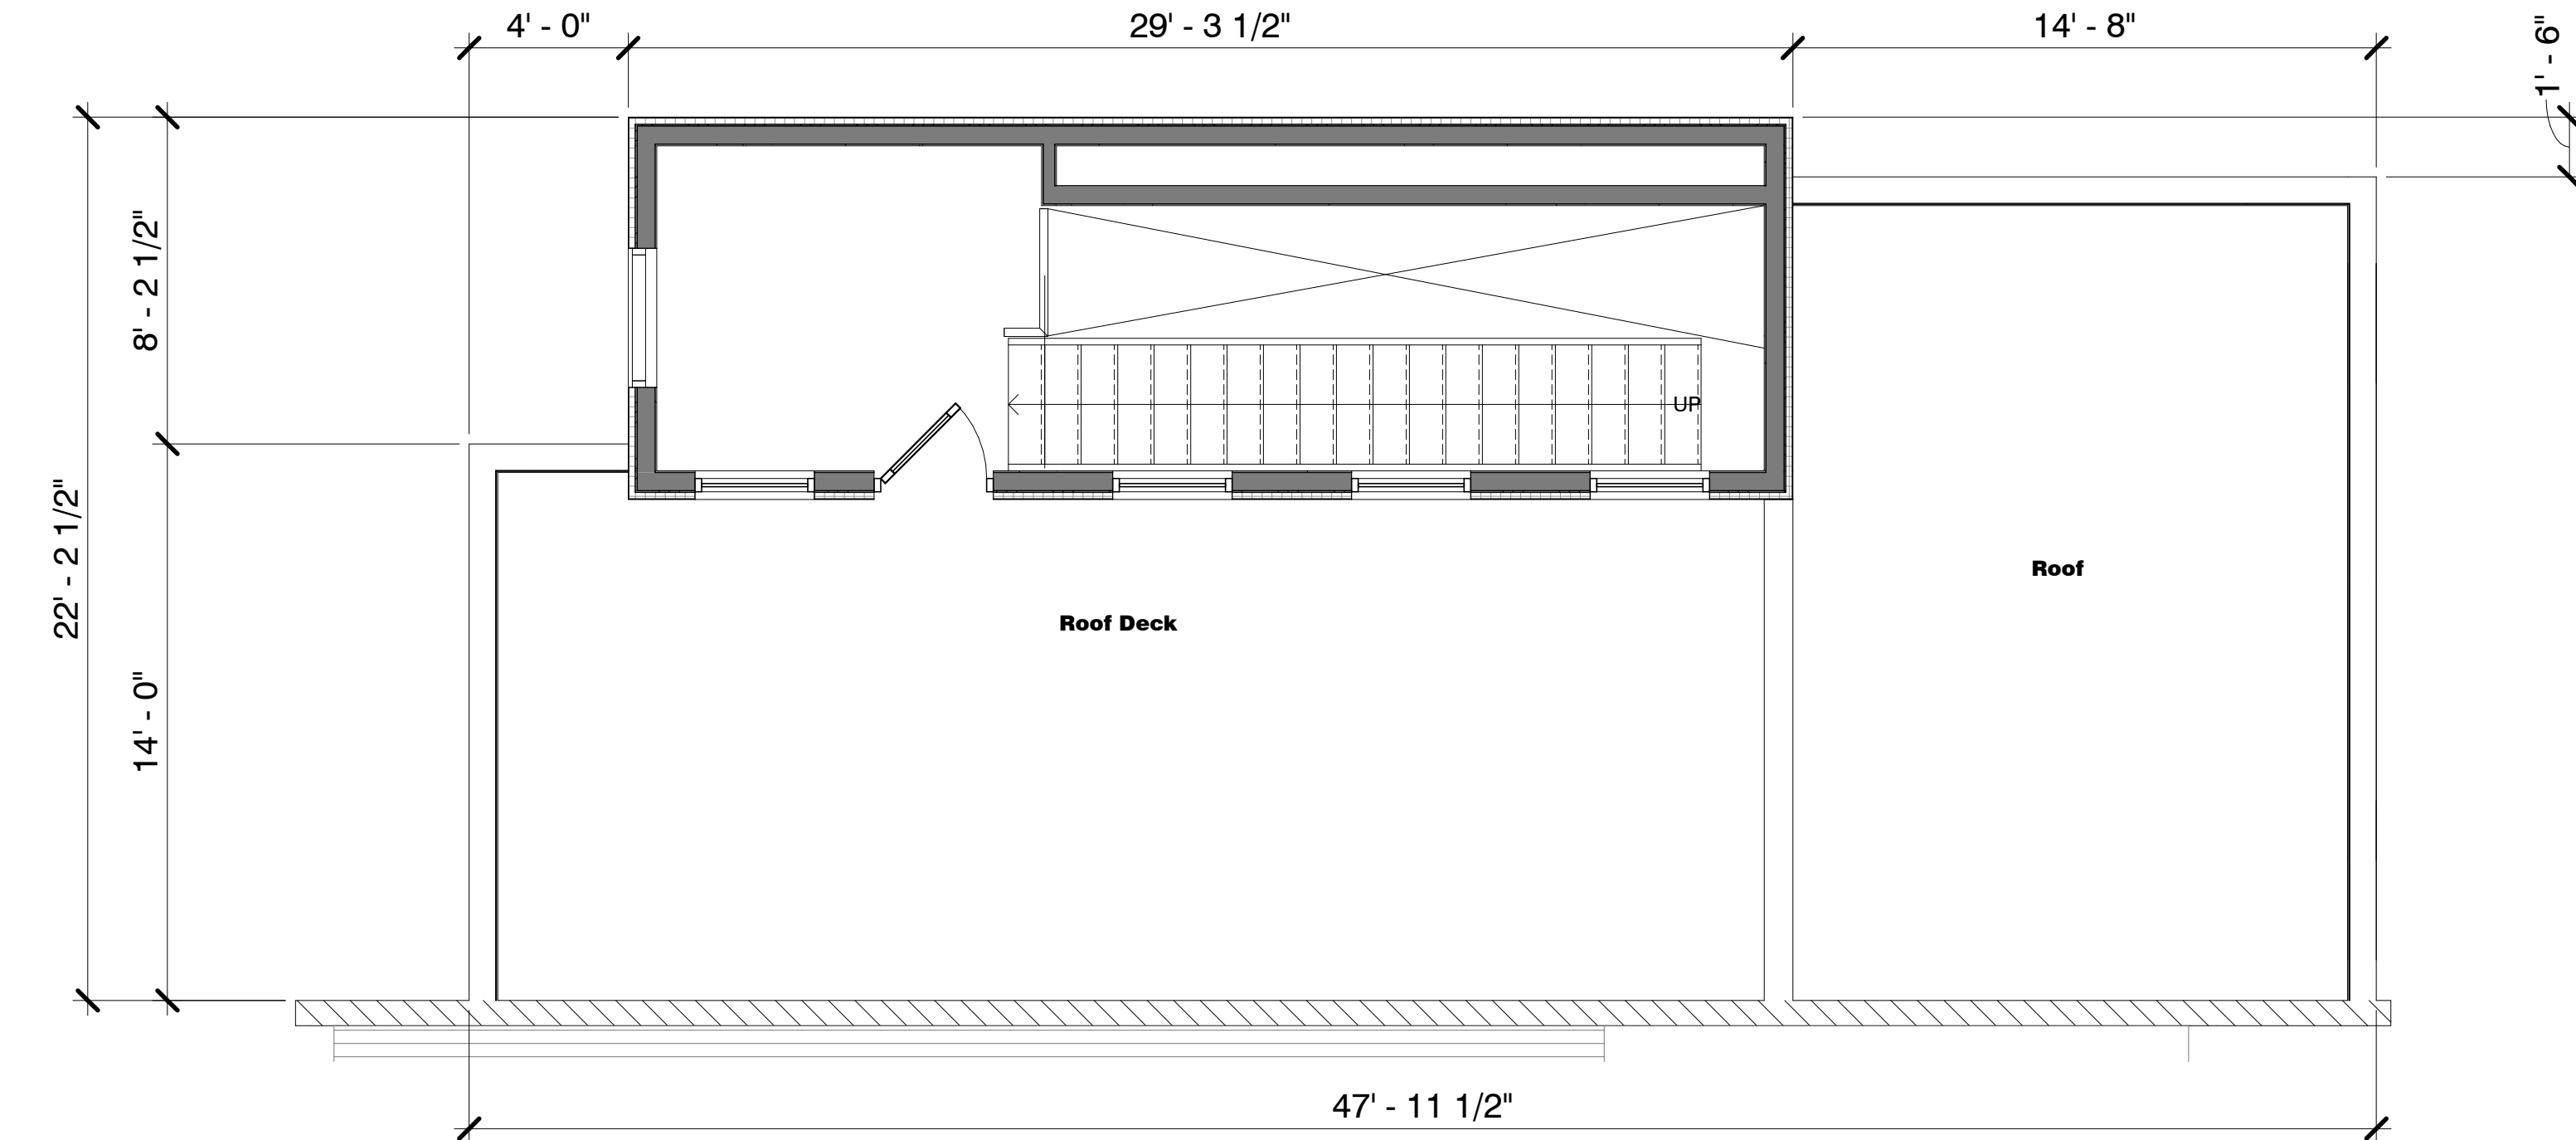 4' - 0"
29' - 3 1/2"
14' - 8"
1' - 6"
8' - 2 1/2"
22' - 2 1/2"
14' - 0"
UP
Roof
Roof Deck
47' - 11 1/2"